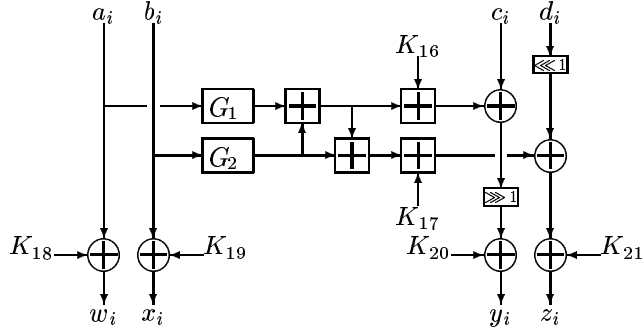 a_i b_i c_i d_i
K_16
⋘ 1
G_1
G_2
⋙ 1
K_17
K_18 K_19 K_20 K_21
w_i x_i y_i z_i